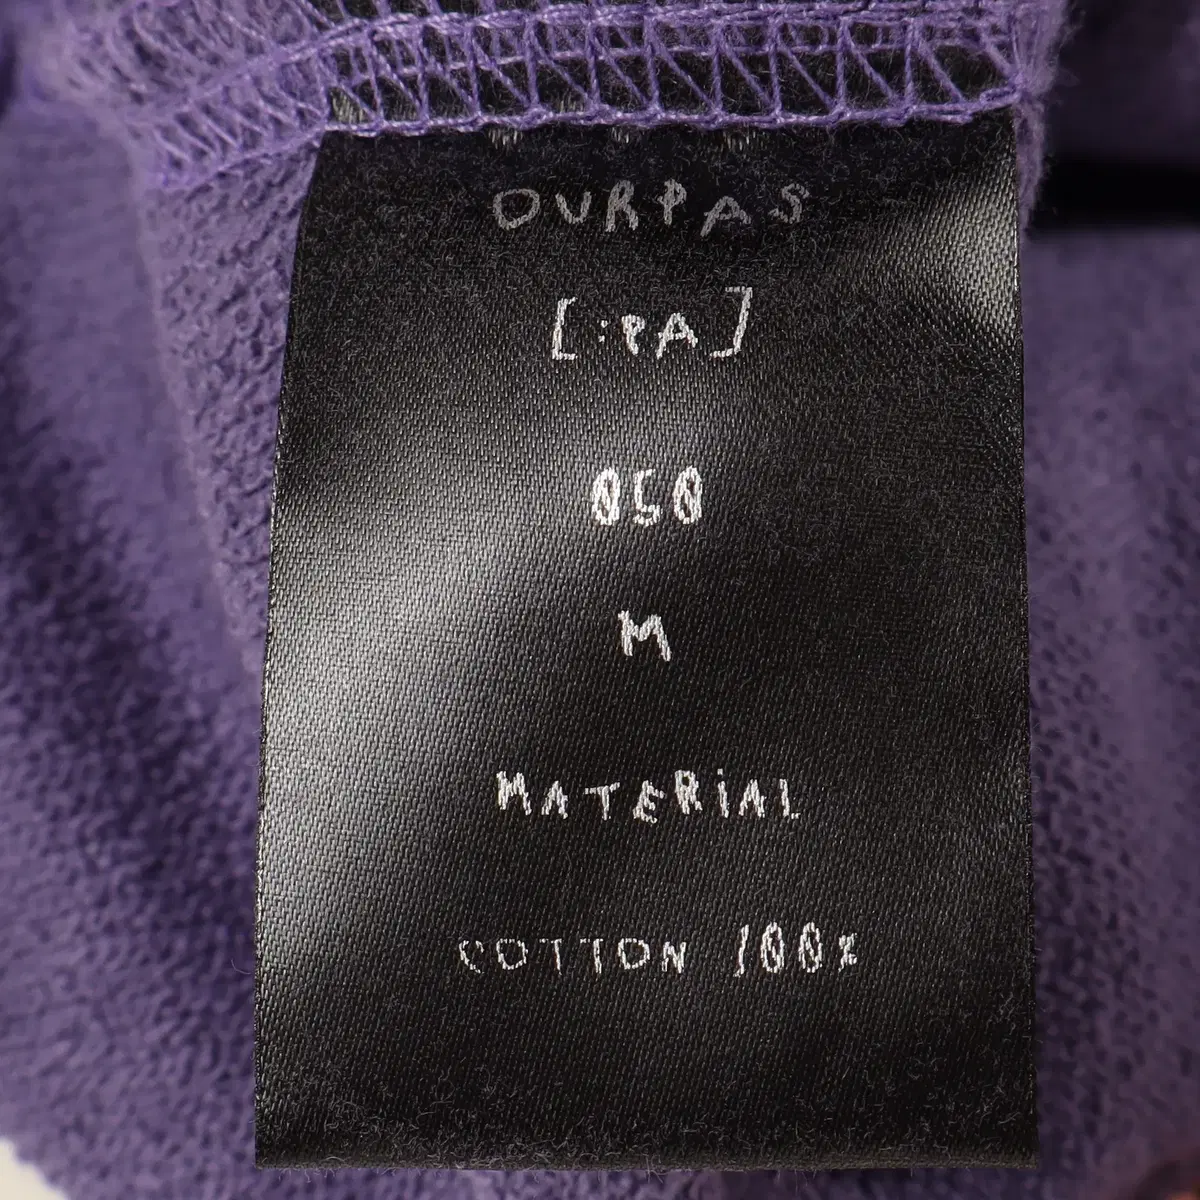 OURPAS
[:PA]
050
M
MATERiAL
COTTON 100%